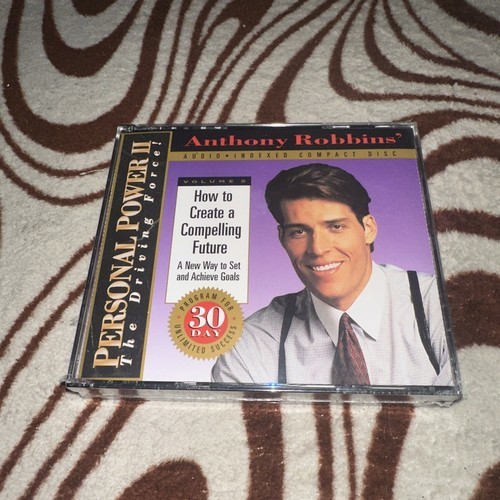 PERSONAL POWER II
The Driving Force!
Anthony Robbins'
AUDIO • INDEXED COMPACT DISC
VOLUME 2
How to
Create a
Compelling
Future
A New Way to Set
and Achieve Goals
PROGRAM FOR
30
DAY
UNLIMITED SUCCESS